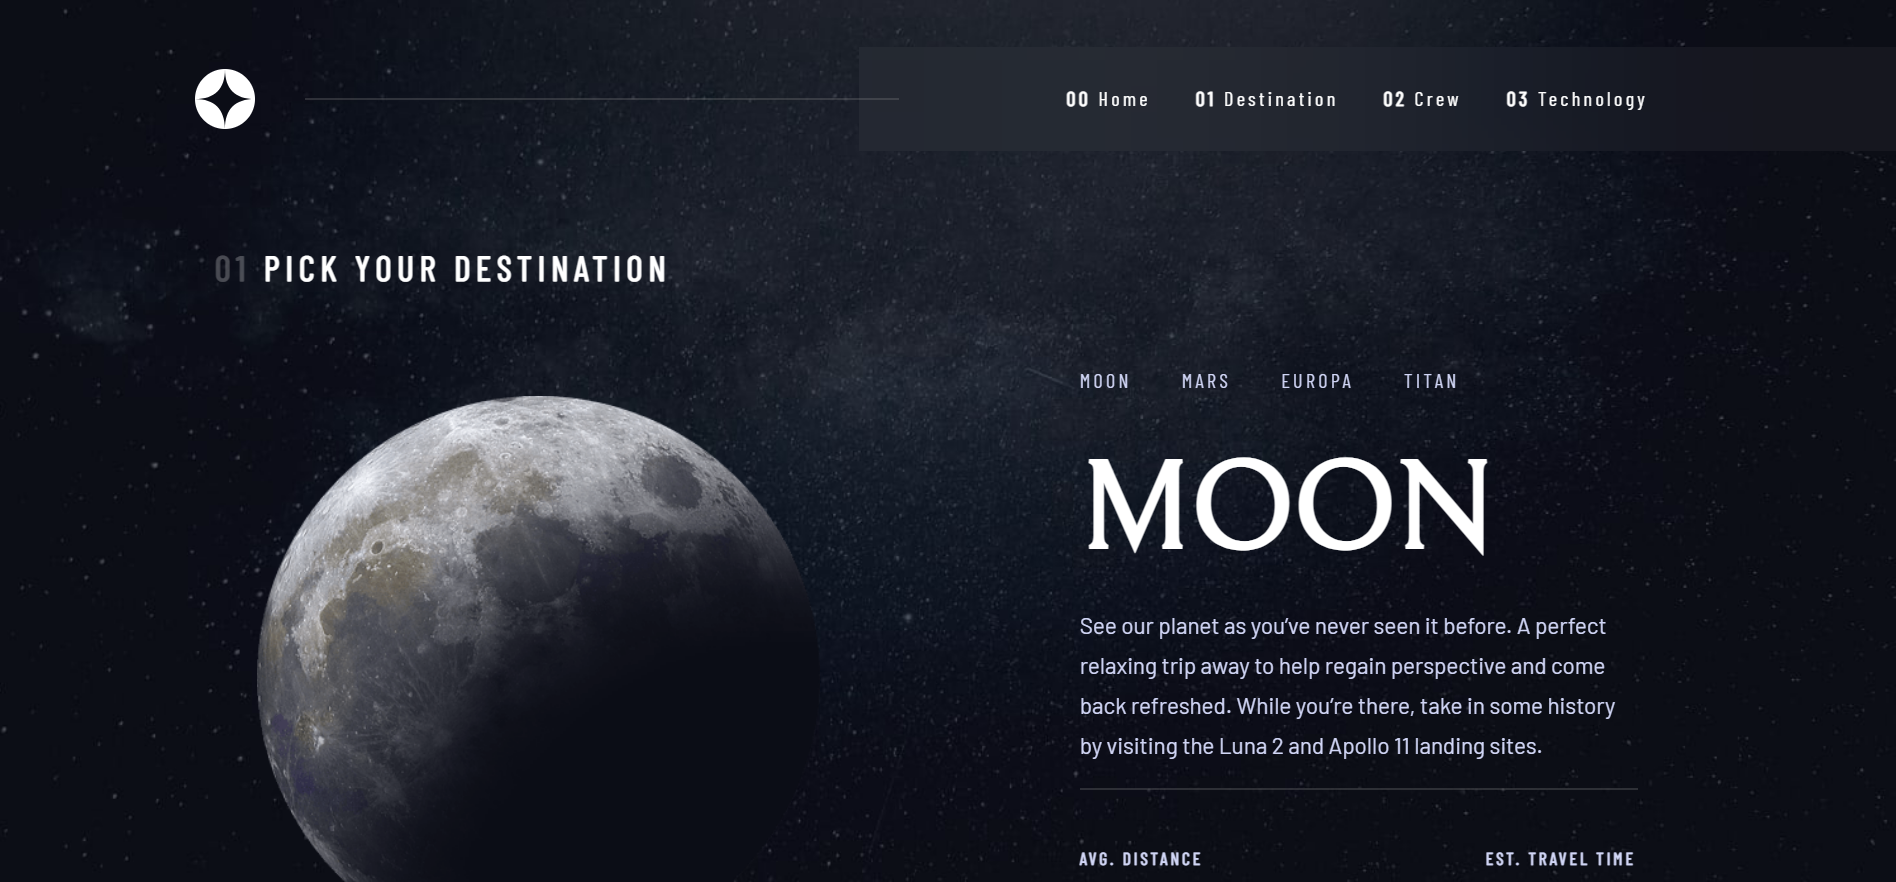 00 Home 01 Destination 02 Crew 03 Technology
01 PICK YOUR DESTINATION
MOON MARS EUROPA TITAN
MOON
See our planet as you’ve never seen it before. A perfect
relaxing trip away to help regain perspective and come
back refreshed. While you’re there, take in some history
by visiting the Luna 2 and Apollo 11 landing sites.
AVG. DISTANCE EST. TRAVEL TIME